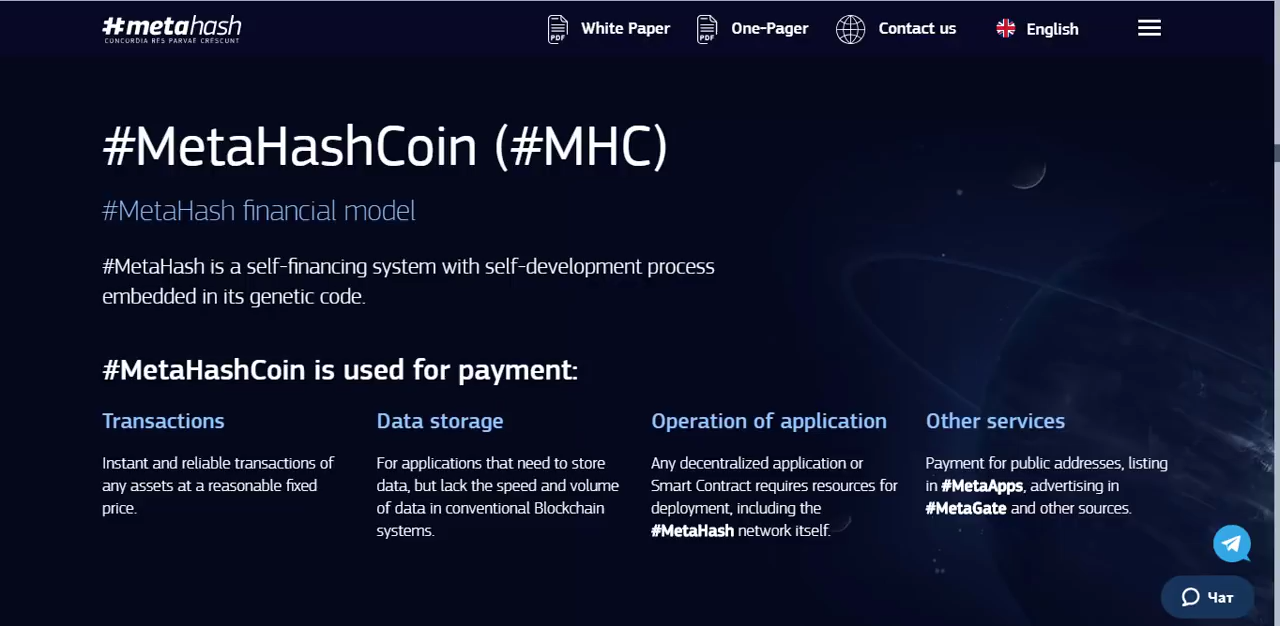 #metahash
CONCORDIA RES PARVAE CRESCUNT
PDF White Paper
PDF One-Pager
Contact us
English
#MetaHashCoin (#MHC)
#MetaHash financial model
#MetaHash is a self-financing system with self-development process
embedded in its genetic code.
#MetaHashCoin is used for payment:
Transactions
Instant and reliable transactions of
any assets at a reasonable fixed
price.
Data storage
For applications that need to store
data, but lack the speed and volume
of data in conventional Blockchain
systems.
Operation of application
Any decentralized application or
Smart Contract requires resources for
deployment, including the
#MetaHash network itself.
Other services
Payment for public addresses, listing
in #MetaApps, advertising in
#MetaGate and other sources.
Чат